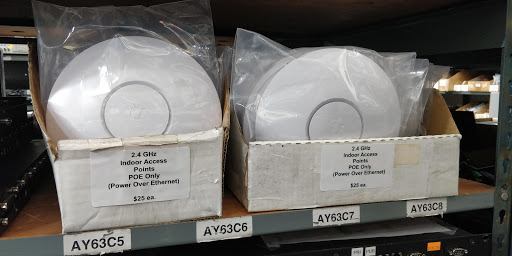 2.4 GHz
Indoor Access
Points
POE Only
(Power Over Ethernet)
$25 ea.
2.4 GHz
Indoor Access
Points
POE Only
(Power Over Ethernet)
$25 ea.
AY63C5
AY63C6
AY63C7
AY63C8